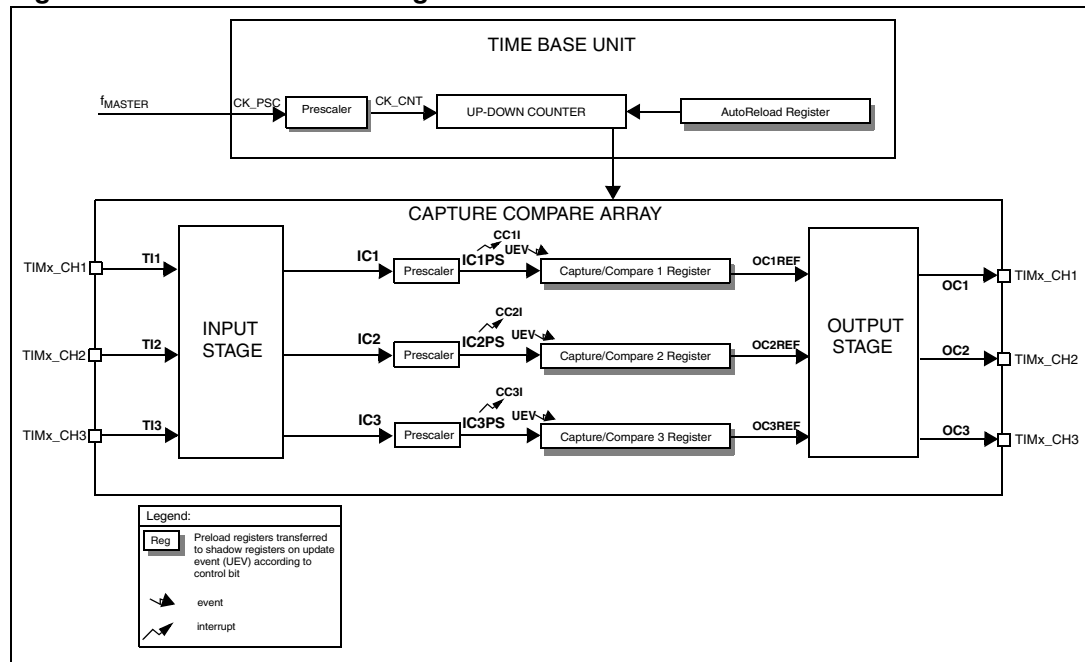 TIME BASE UNIT
fMASTER
CK_PSC
Prescaler
CK_CNT
UP-DOWN COUNTER
AutoReload Register
CAPTURE COMPARE ARRAY
TIMx_CH1
TI1
IC1
Prescaler
IC1PS
CC1I
UEV
Capture/Compare 1 Register
OC1REF
OC1
TIMx_CH1
INPUT
STAGE
OUTPUT
STAGE
TIMx_CH2
TI2
IC2
Prescaler
IC2PS
CC2I
UEV
Capture/Compare 2 Register
OC2REF
OC2
TIMx_CH2
TIMx_CH3
TI3
IC3
Prescaler
IC3PS
CC3I
UEV
Capture/Compare 3 Register
OC3REF
OC3
TIMx_CH3
Legend:
Reg
Preload registers transferred
to shadow registers on update
event (UEV) according to
control bit
event
interrupt